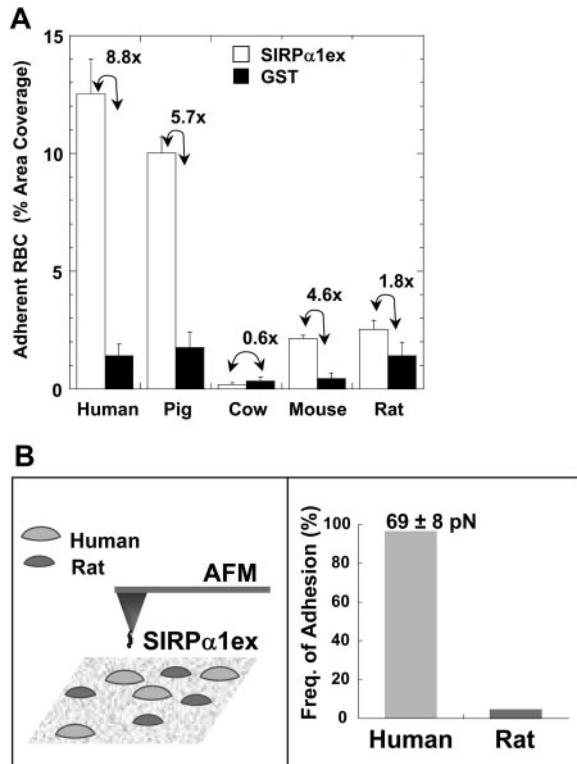 A
15
10
5
0
Adherent RBC (% Area Coverage)
SIRPα1ex
GST
8.8x
5.7x
0.6x
4.6x
1.8x
Human Pig Cow Mouse Rat
B
Human
Rat
AFM
SIRPα1ex
Freq. of Adhesion (%)
100
80
60
40
20
0
69 ± 8 pN
Human Rat